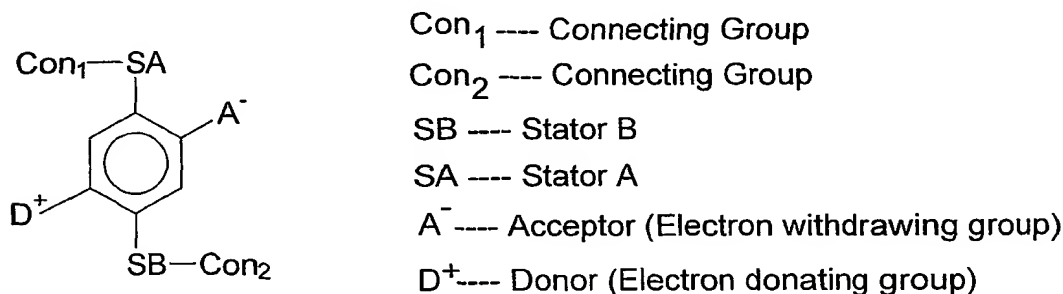 Con₁—SA
A⁻
D⁺
SB—Con₂
Con₁ ---- Connecting Group
Con₂ ---- Connecting Group
SB ---- Stator B
SA ---- Stator A
A⁻ ---- Acceptor (Electron withdrawing group)
D⁺---- Donor (Electron donating group)